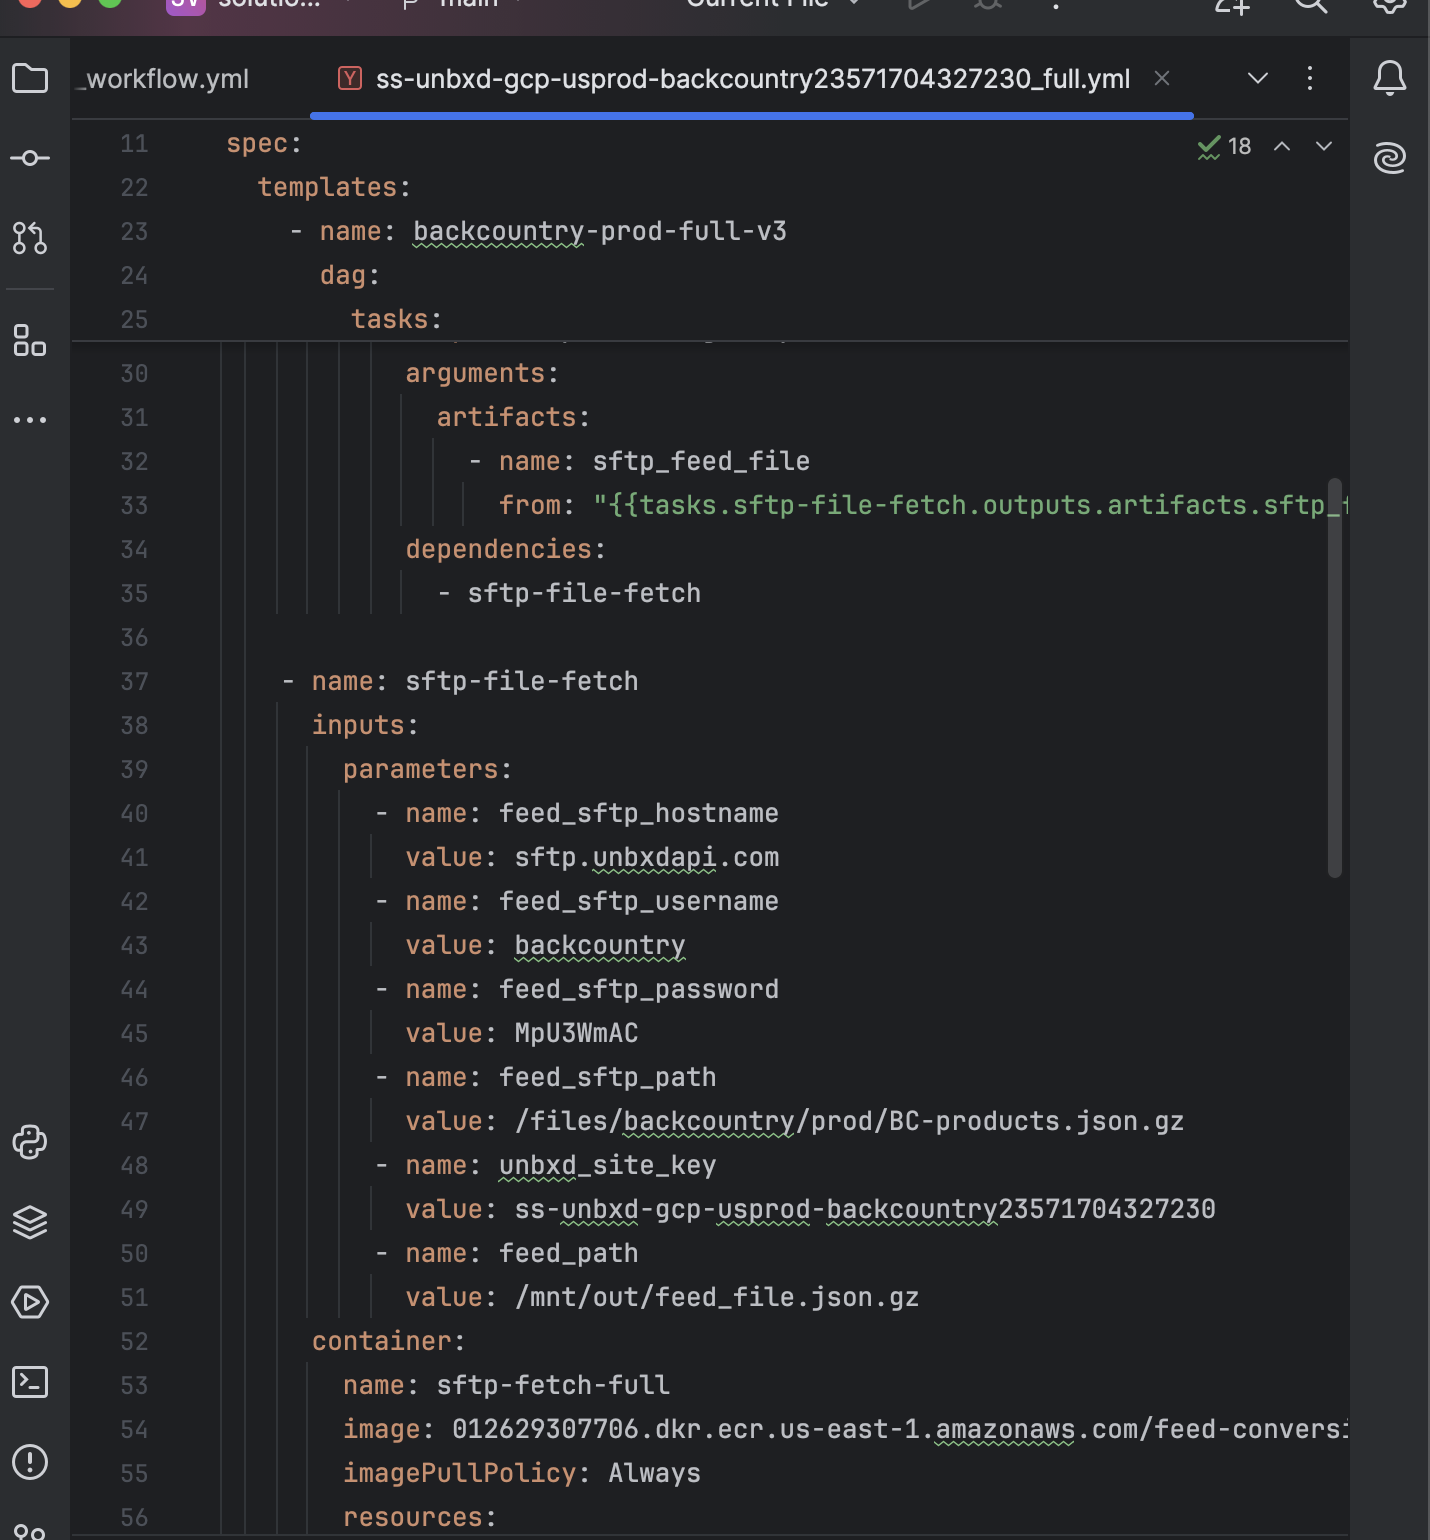 main
Current File
_workflow.yml
ss-unbxd-gcp-usprod-backcountry23571704327230_full.yml
18
11 spec:
22 templates:
23 - name: backcountry-prod-full-v3
24 dag:
25 tasks:
30 arguments:
31 artifacts:
32 - name: sftp_feed_file
33 from: "{{tasks.sftp-file-fetch.outputs.artifacts.sftp_
34 dependencies:
35 - sftp-file-fetch
36
37 - name: sftp-file-fetch
38 inputs:
39 parameters:
40 - name: feed_sftp_hostname
41 value: sftp.unbxdapi.com
42 - name: feed_sftp_username
43 value: backcountry
44 - name: feed_sftp_password
45 value: MpU3WmAC
46 - name: feed_sftp_path
47 value: /files/backcountry/prod/BC-products.json.gz
48 - name: unbxd_site_key
49 value: ss-unbxd-gcp-usprod-backcountry23571704327230
50 - name: feed_path
51 value: /mnt/out/feed_file.json.gz
52 container:
53 name: sftp-fetch-full
54 image: 012629307706.dkr.ecr.us-east-1.amazonaws.com/feed-conversi
55 imagePullPolicy: Always
56 resources: